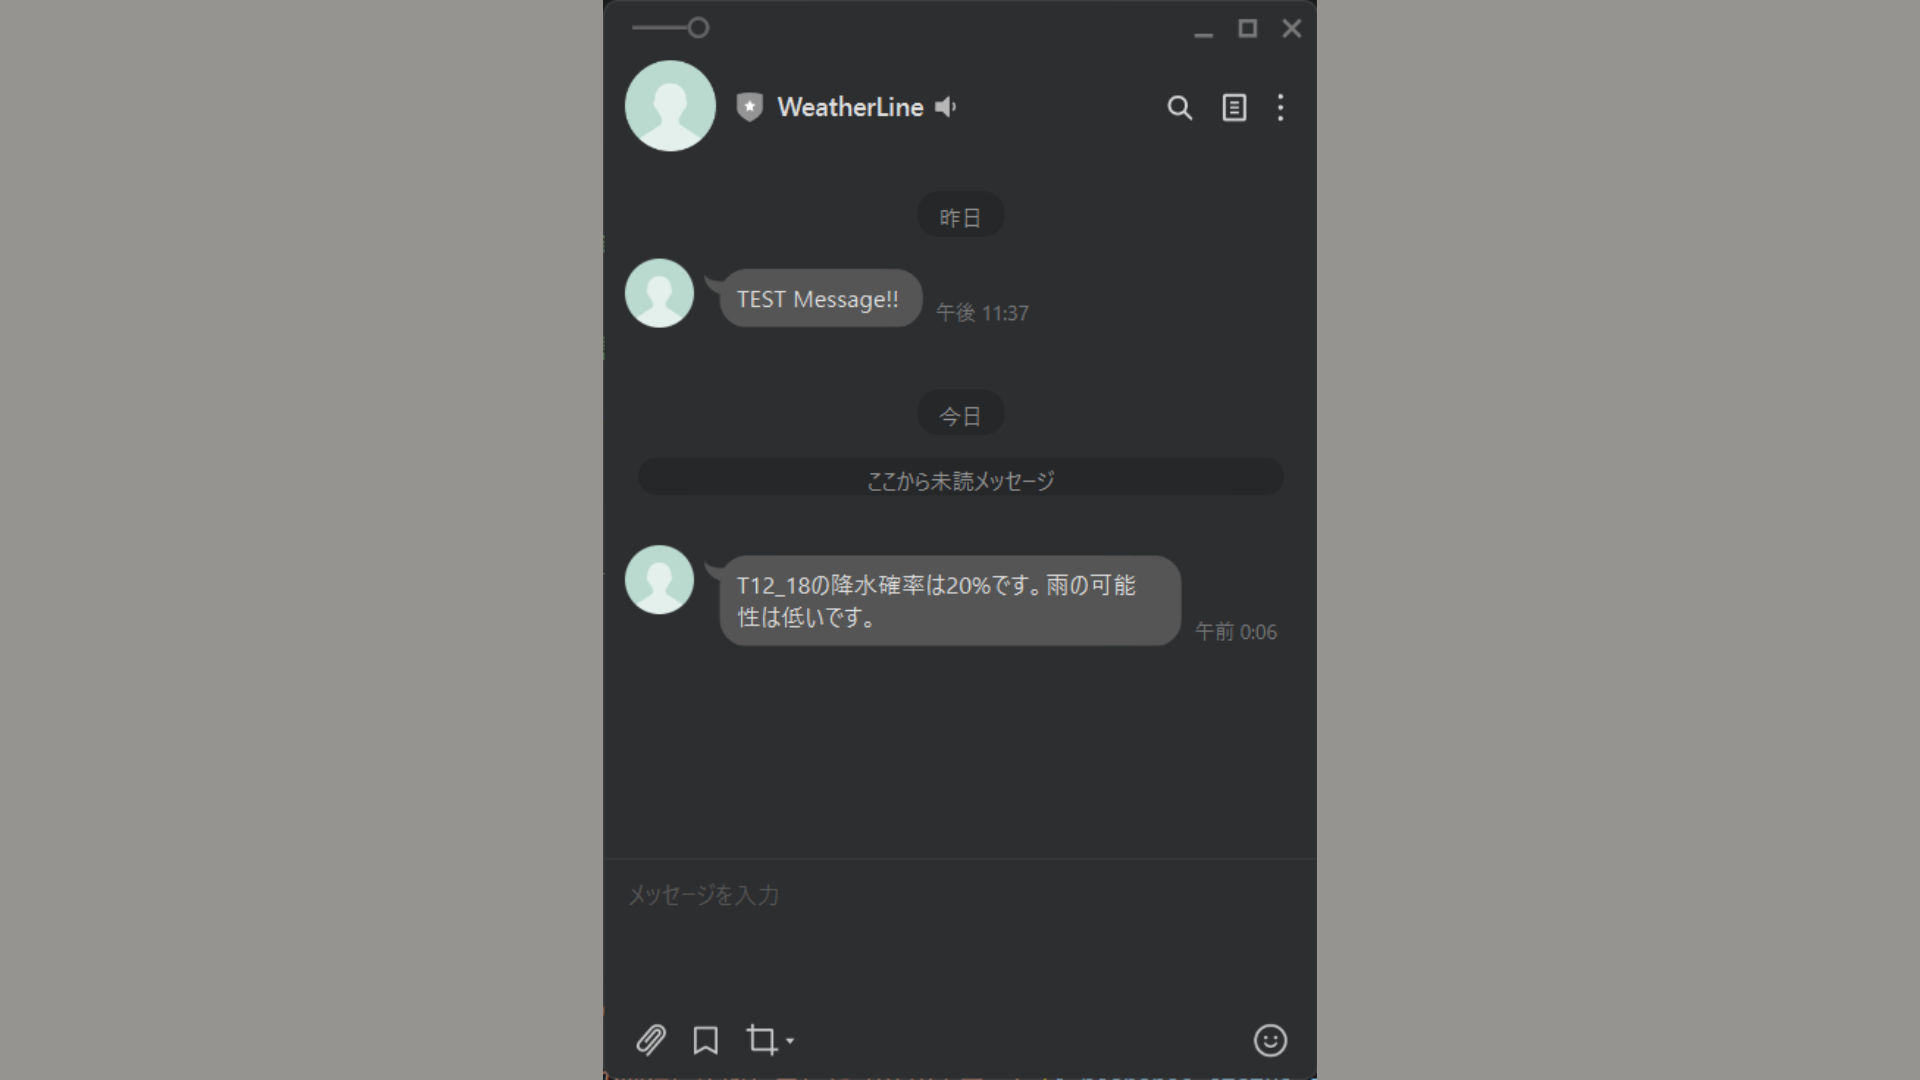 WeatherLine
昨日
TEST Message!!
午後 11:37
今日
ここから未読メッセージ
T12_18の降水確率は20%です。雨の可能
性は低いです。
午前 0:06
メッセージを入力